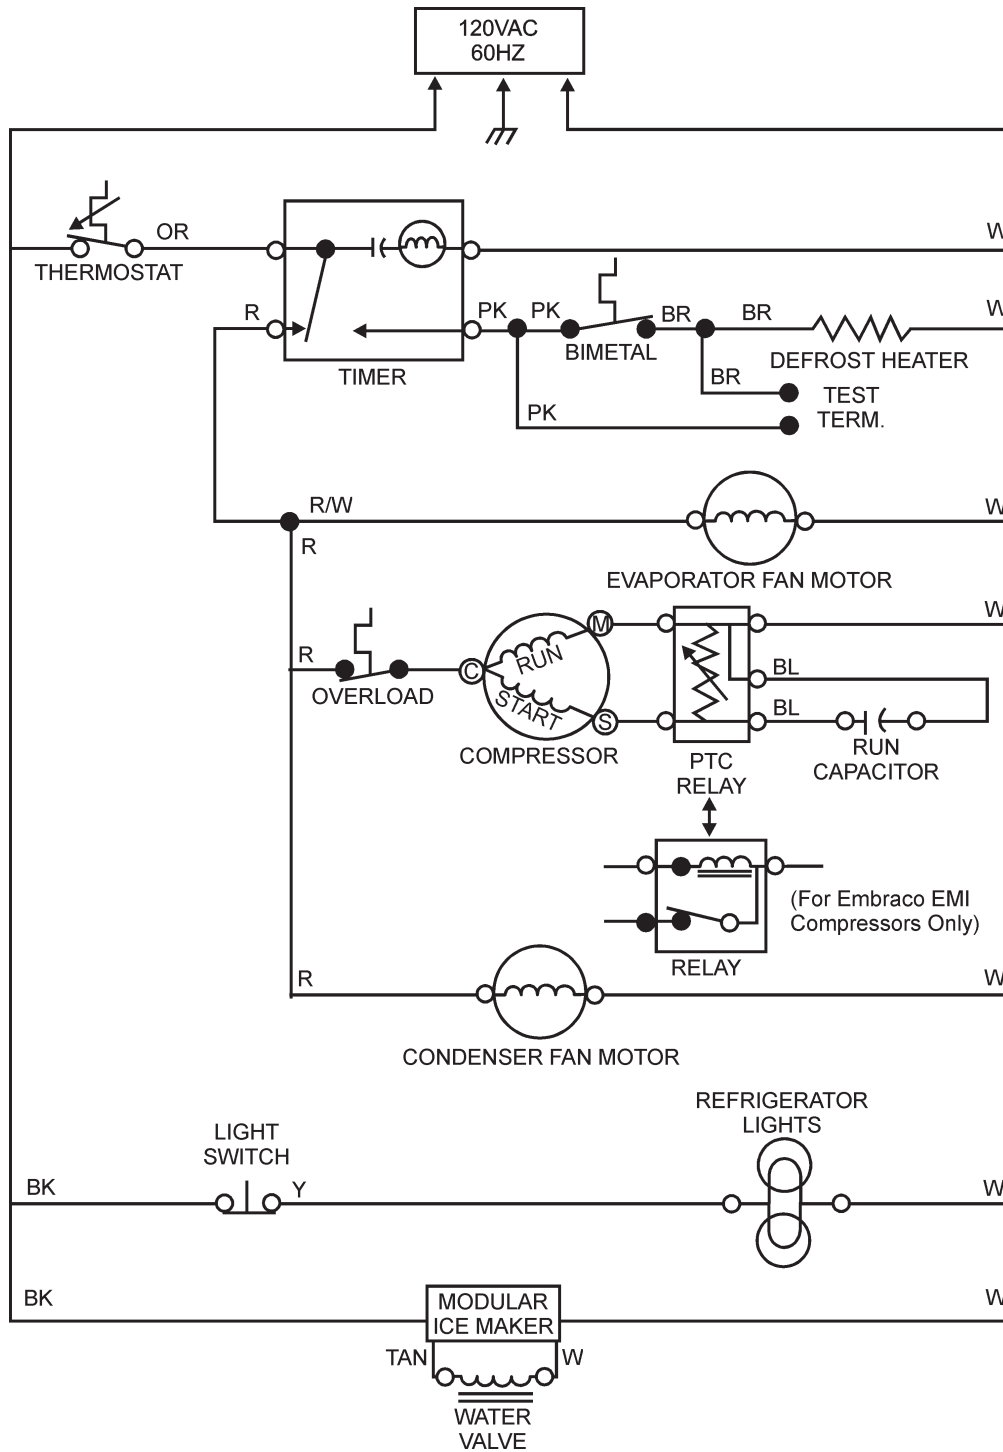 120VAC
60HZ
OR
THERMOSTAT
W
R
TIMER
PK
PK
BR
BR
W
BIMETAL
DEFROST HEATER
BR
TEST
TERM.
PK
R/W
W
R
EVAPORATOR FAN MOTOR
R
OVERLOAD
C
RUN
START
M
S
COMPRESSOR
W
BL
BL
PTC
RELAY
RUN
CAPACITOR
(For Embraco EMI
Compressors Only)
RELAY
R
W
CONDENSER FAN MOTOR
REFRIGERATOR
LIGHTS
LIGHT
SWITCH
BK
Y
W
BK
MODULAR
ICE MAKER
W
TAN
W
WATER
VALVE